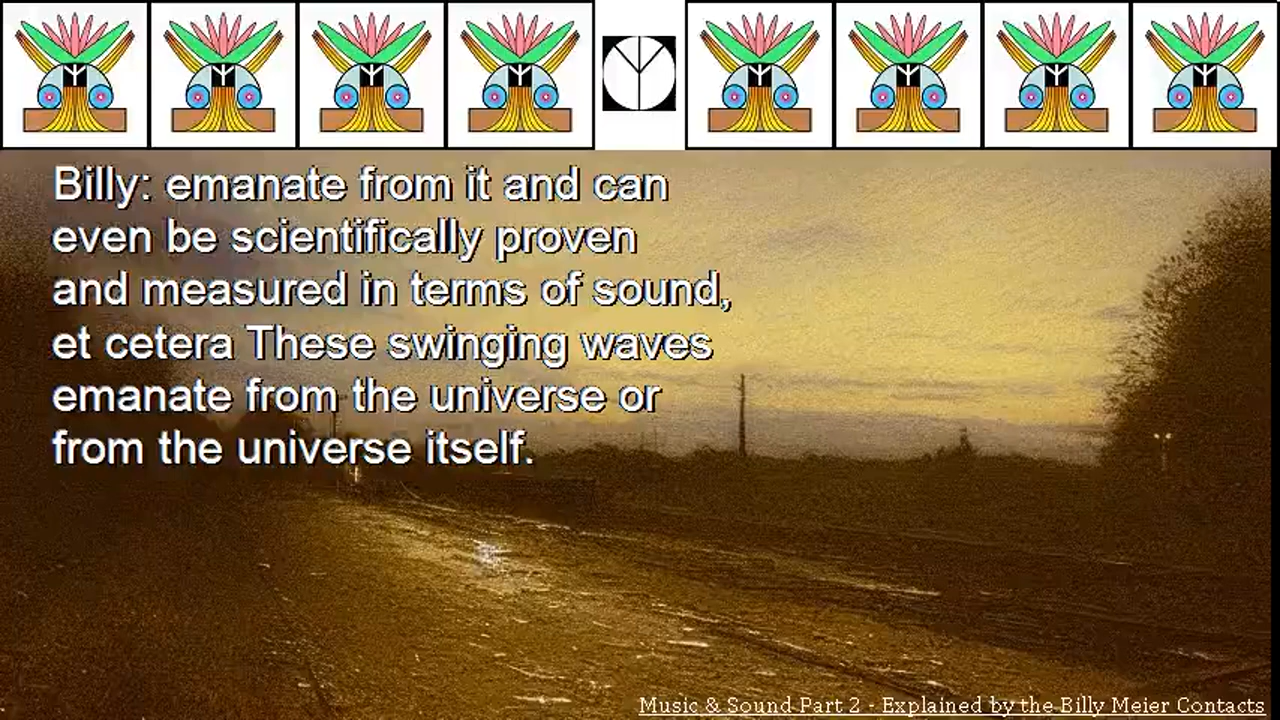 Billy: emanate from it and can
even be scientifically proven
and measured in terms of sound,
et cetera These swinging waves
emanate from the universe or
from the universe itself.
Music & Sound Part 2 - Explained by the Billy Meier Contacts